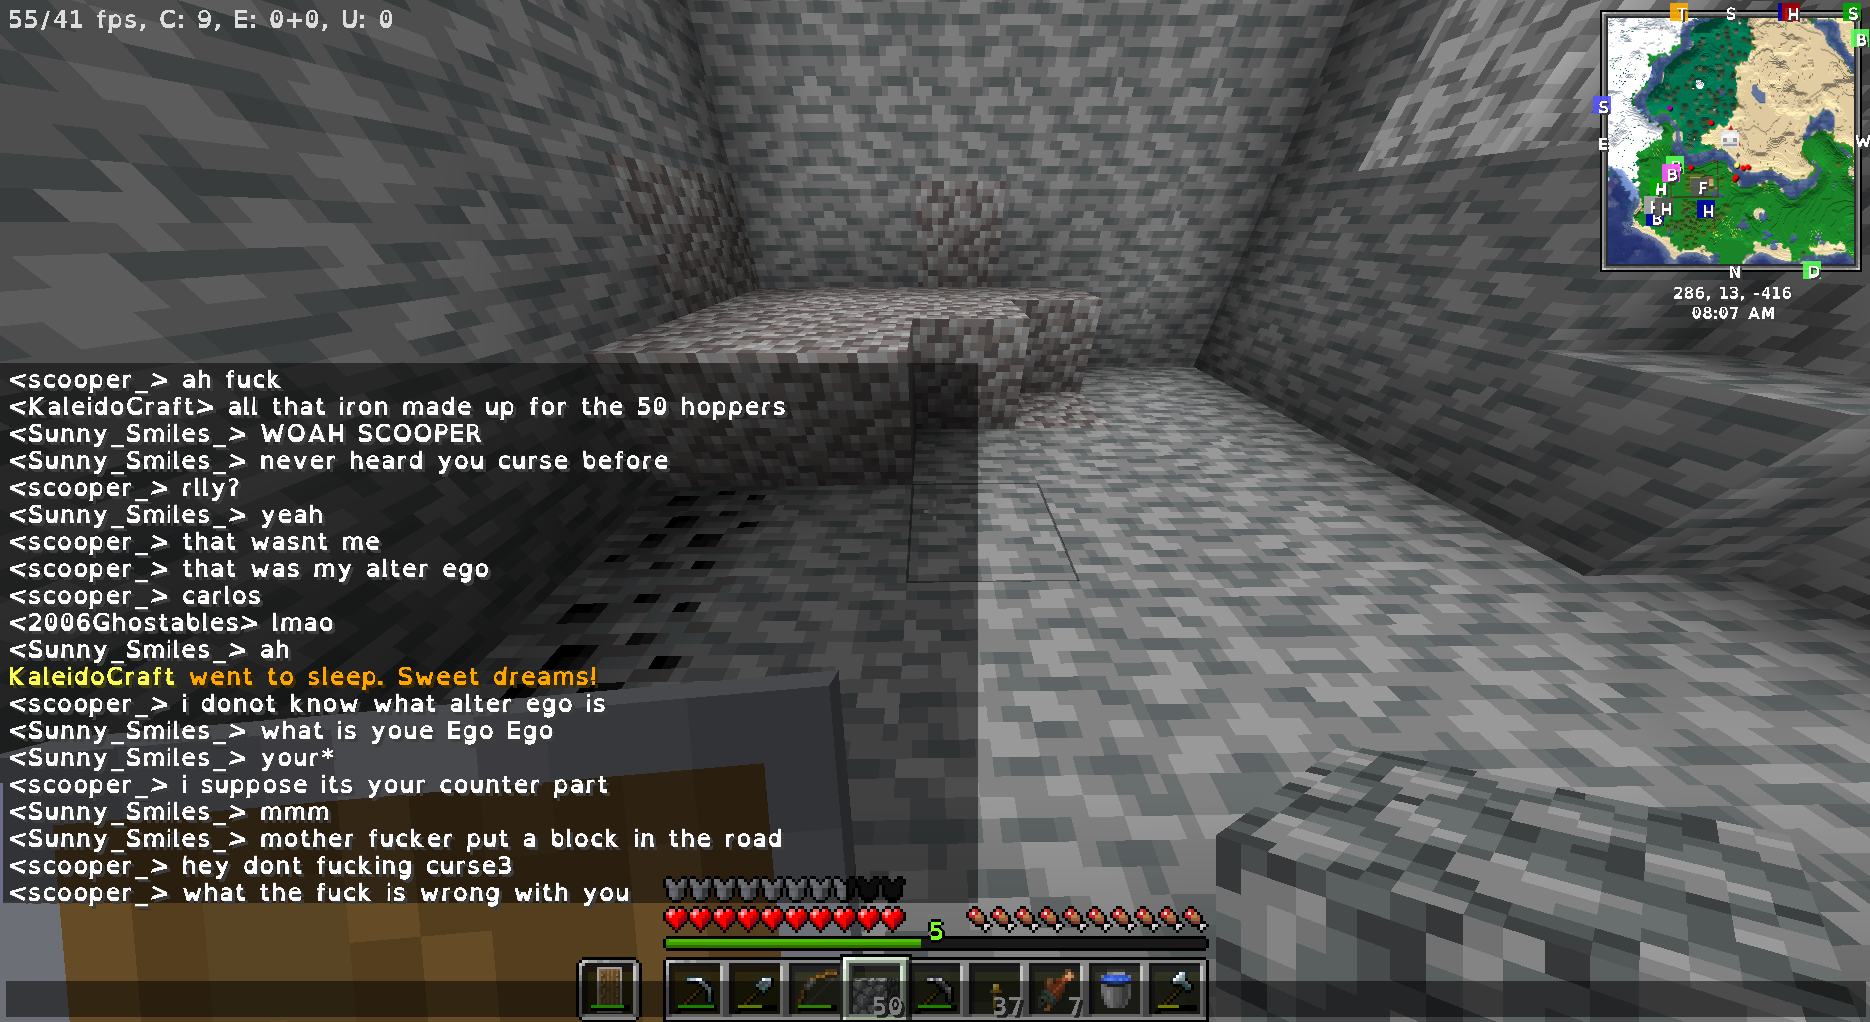 55/41 fps, C: 9, E: 0+0, U: 0
T S H S
B
S
E W
B
H F
H H
B
N D
286, 13, -416
08:07 AM
<scooper_> ah fuck
<KaleidoCraft> all that iron made up for the 50 hoppers
<Sunny_Smiles_> WOAH SCOOPER
<Sunny_Smiles_> never heard you curse before
<scooper_> rlly?
<Sunny_Smiles_> yeah
<scooper_> that wasnt me
<scooper_> that was my alter ego
<scooper_> carlos
<2006Ghostables> lmao
<Sunny_Smiles_> ah
KaleidoCraft went to sleep. Sweet dreams!
<scooper_> i donot know what alter ego is
<Sunny_Smiles_> what is youe Ego Ego
<Sunny_Smiles_> your*
<scooper_> i suppose its your counter part
<Sunny_Smiles_> mmm
<Sunny_Smiles_> mother fucker put a block in the road
<scooper_> hey dont fucking curse3
<scooper_> what the fuck is wrong with you
5
50 37 7